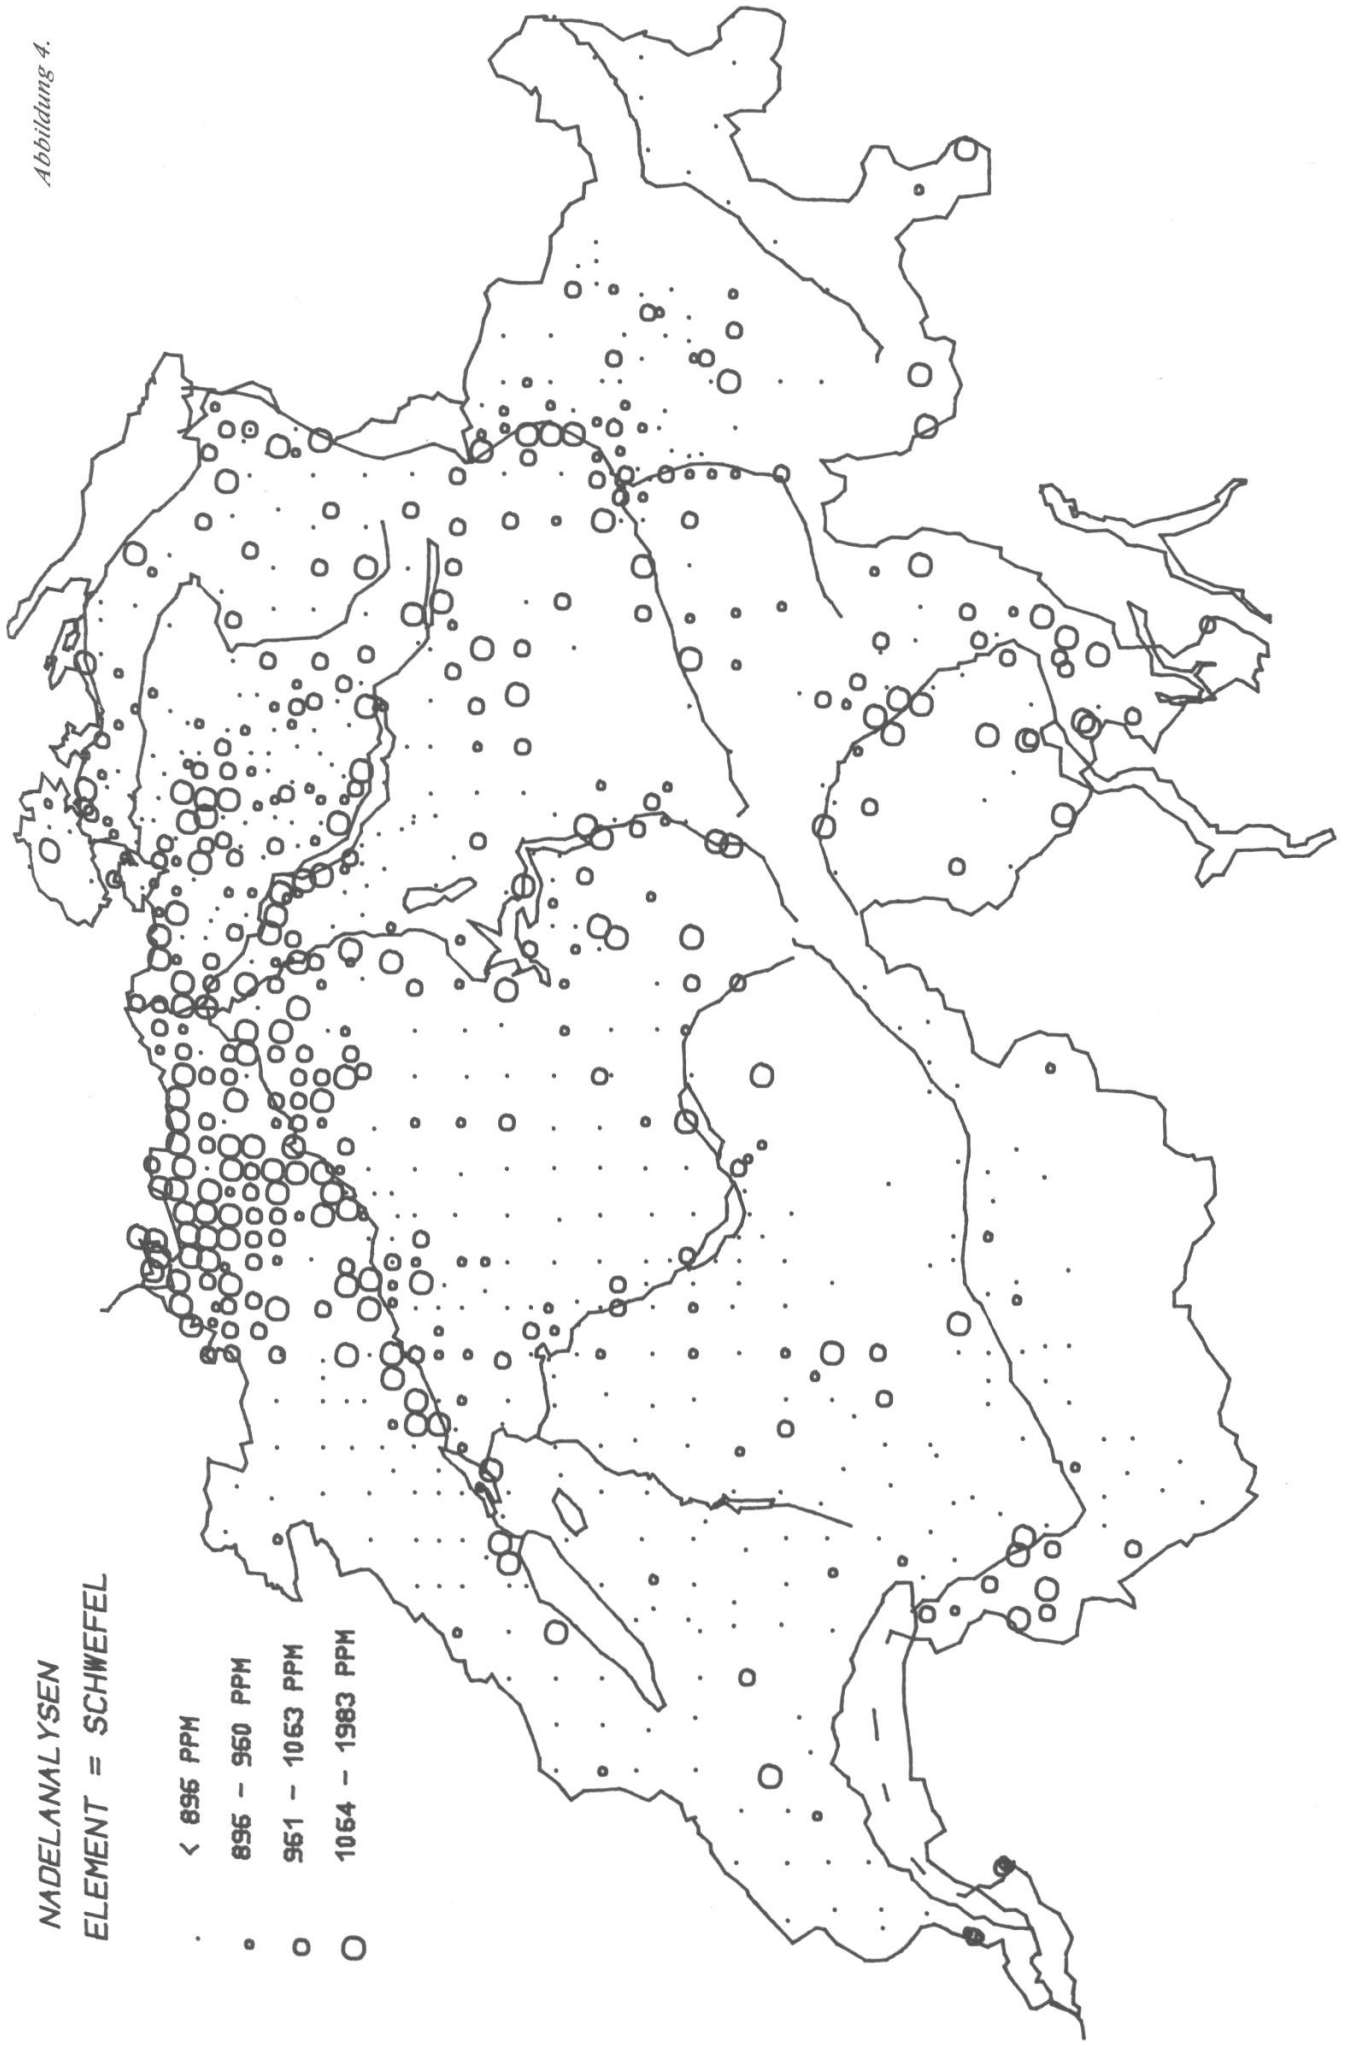 Abbildung 4.
NADELANALYSEN
ELEMENT = SCHWEFEL
< 896 PPM
896 - 960 PPM
961 - 1063 PPM
1064 - 1983 PPM